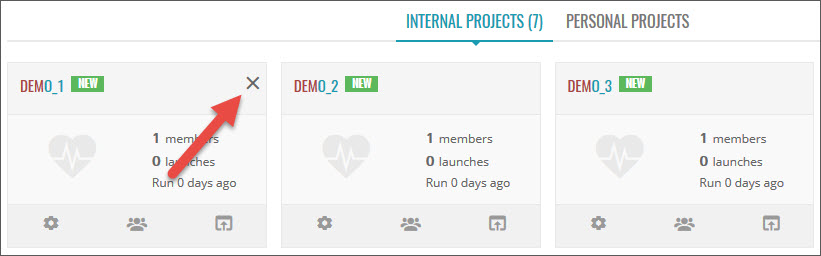 INTERNAL PROJECTS (7) PERSONAL PROJECTS
DEMO_1 NEW
1 members
0 launches
Run 0 days ago
DEMO_2 NEW
1 members
0 launches
Run 0 days ago
DEMO_3 NEW
1 members
0 launches
Run 0 days ago